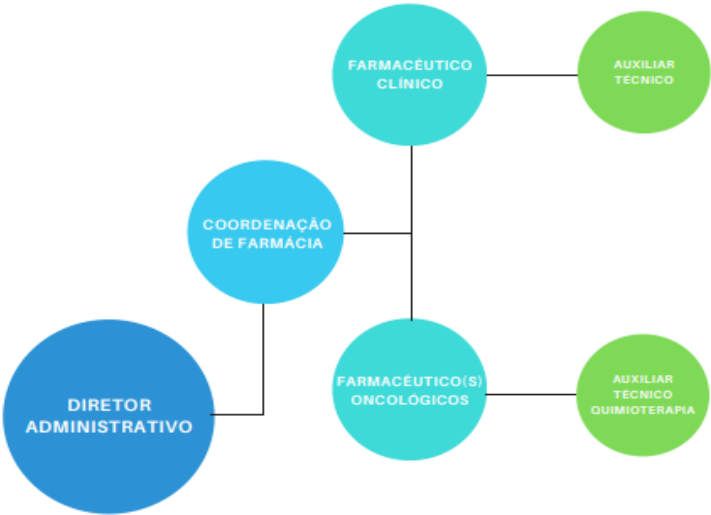 FARMACÊUTICO
CLÍNICO
AUXILIAR
TÉCNICO
COORDENAÇÃO
DE FARMÁCIA
DIRETOR
ADMINISTRATIVO
FARMACÊUTICO(S)
ONCOLÓGICOS
AUXILIAR
TÉCNICO
QUIMIOTERAPIA